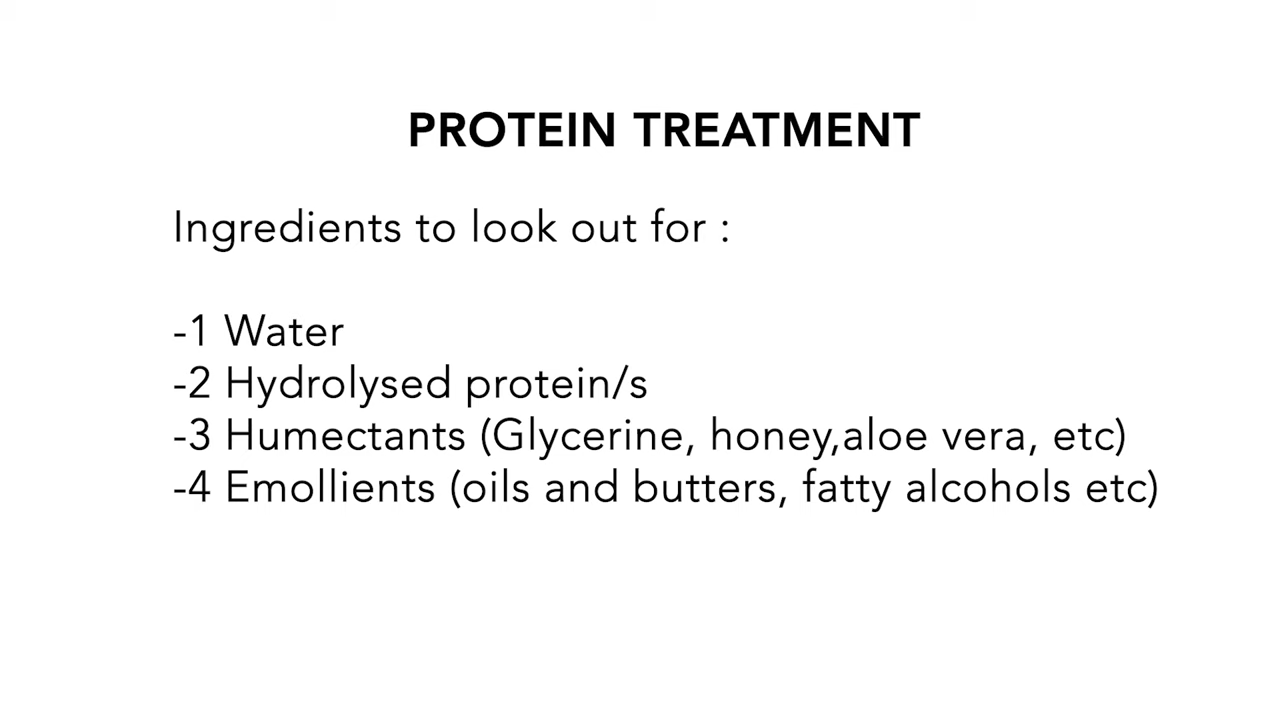 PROTEIN TREATMENT
Ingredients to look out for :
-1 Water
-2 Hydrolysed protein/s
-3 Humectants (Glycerine, honey,aloe vera, etc)
-4 Emollients (oils and butters, fatty alcohols etc)